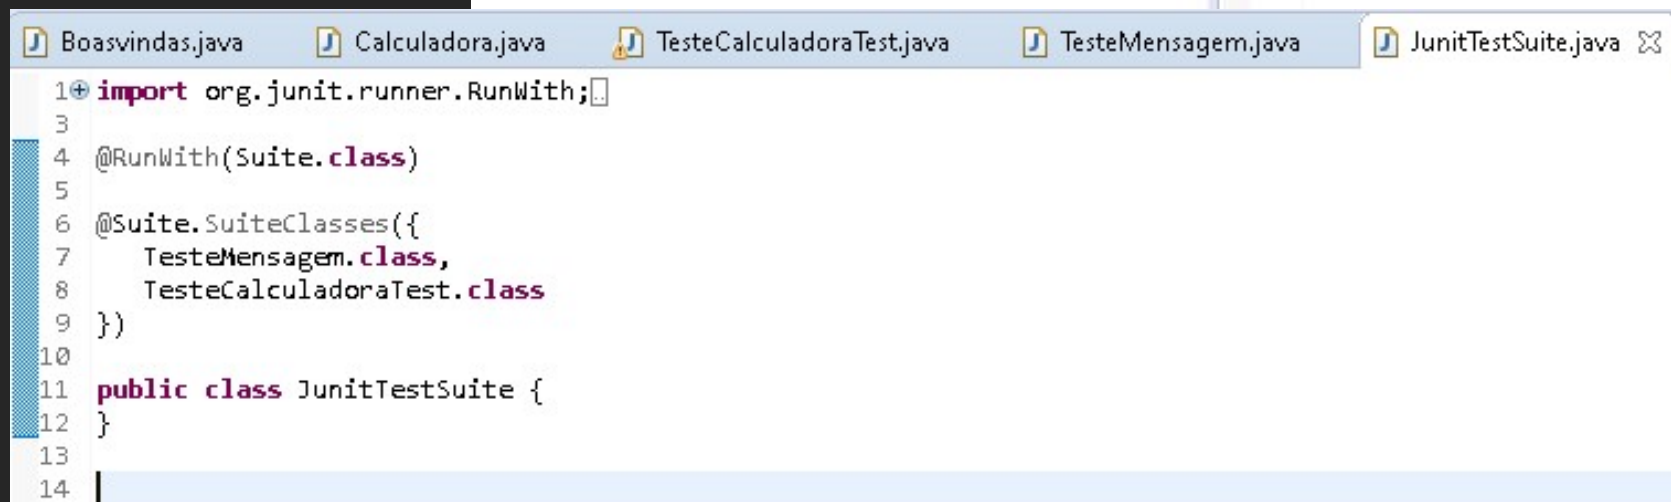 Boasvindas.java Calculadora.java TesteCalculadoraTest.java TesteMensagem.java JunitTestSuite.java
1 import org.junit.runner.RunWith;
3
4 @RunWith(Suite.class)
5
6 @Suite.SuiteClasses({
7 TesteMensagem.class,
8 TesteCalculadoraTest.class
9 })
10
11 public class JunitTestSuite {
12 }
13
14